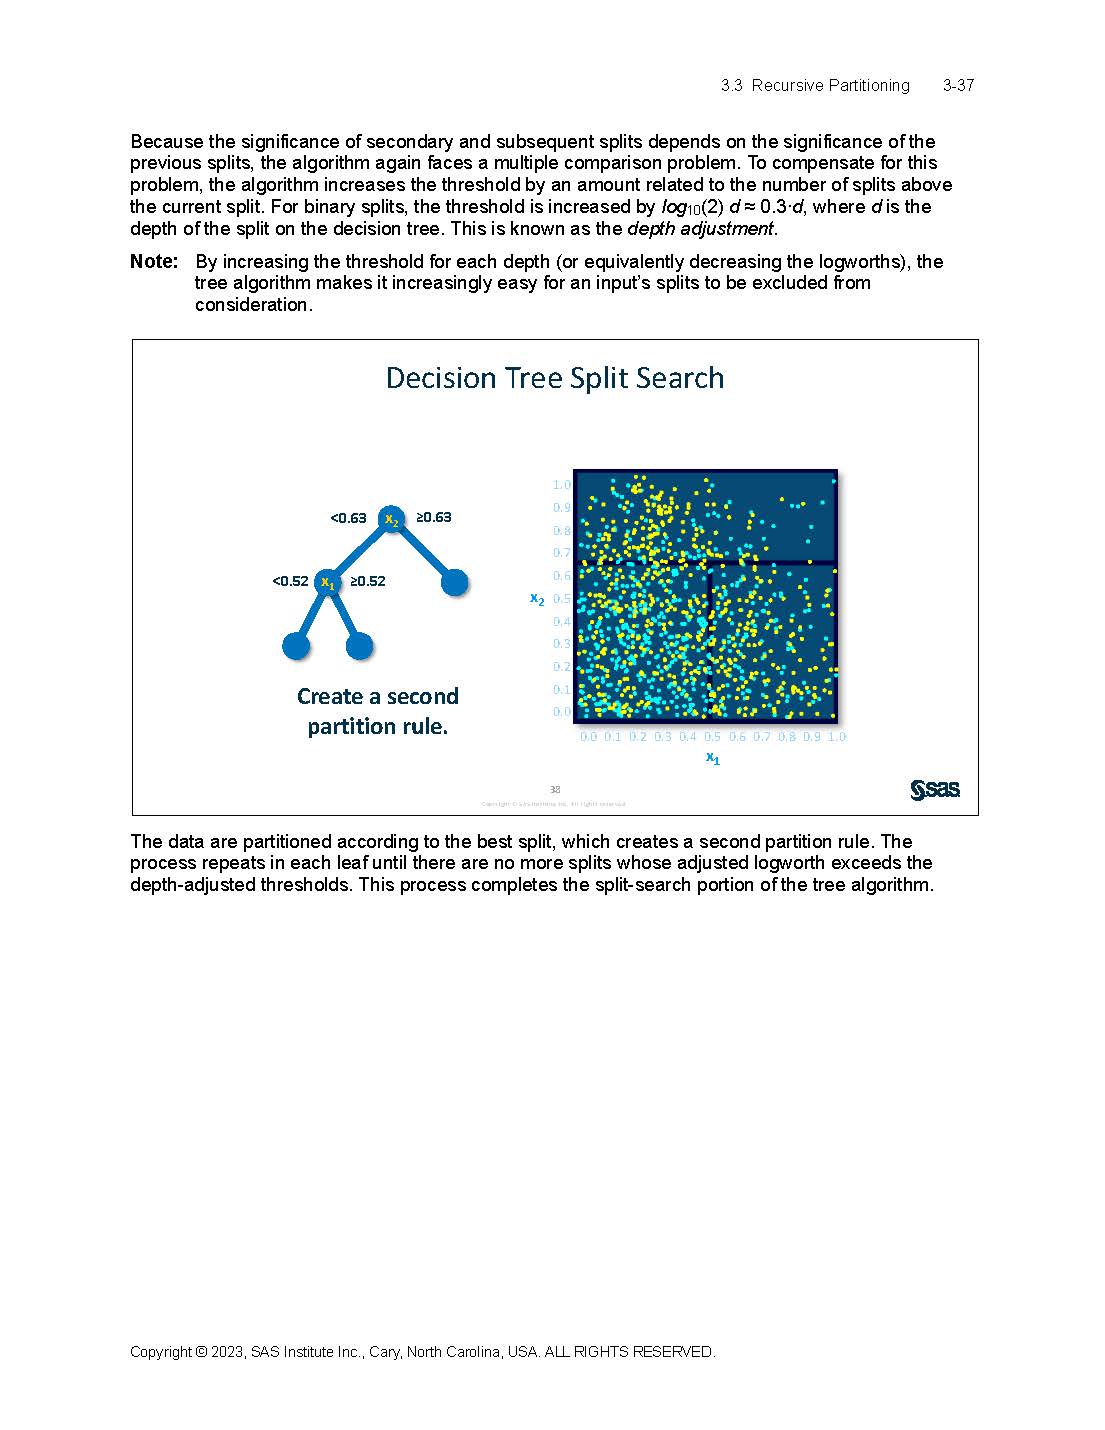 3.3 Recursive Partitioning 3-37
Because the significance of secondary and subsequent splits depends on the significance of the
previous splits, the algorithm again faces a multiple comparison problem. To compensate for this
problem, the algorithm increases the threshold by an amount related to the number of splits above
the current split. For binary splits, the threshold is increased by log10(2) d ≈ 0.3·d, where d is the
depth of the split on the decision tree. This is known as the depth adjustment.
Note: By increasing the threshold for each depth (or equivalently decreasing the logworths), the
tree algorithm makes it increasingly easy for an input’s splits to be excluded from
consideration.
Decision Tree Split Search
<0.63 x2 ≥0.63
<0.52 x1 ≥0.52
Create a second
partition rule.
1.0
0.9
0.8
0.7
0.6
x2 0.5
0.4
0.3
0.2
0.1
0.0
0.0 0.1 0.2 0.3 0.4 0.5 0.6 0.7 0.8 0.9 1.0
x1
38
Copyright © SAS Institute Inc. All rights reserved.
sas
The data are partitioned according to the best split, which creates a second partition rule. The
process repeats in each leaf until there are no more splits whose adjusted logworth exceeds the
depth-adjusted thresholds. This process completes the split-search portion of the tree algorithm.
Copyright © 2023, SAS Institute Inc., Cary, North Carolina, USA. ALL RIGHTS RESERVED.